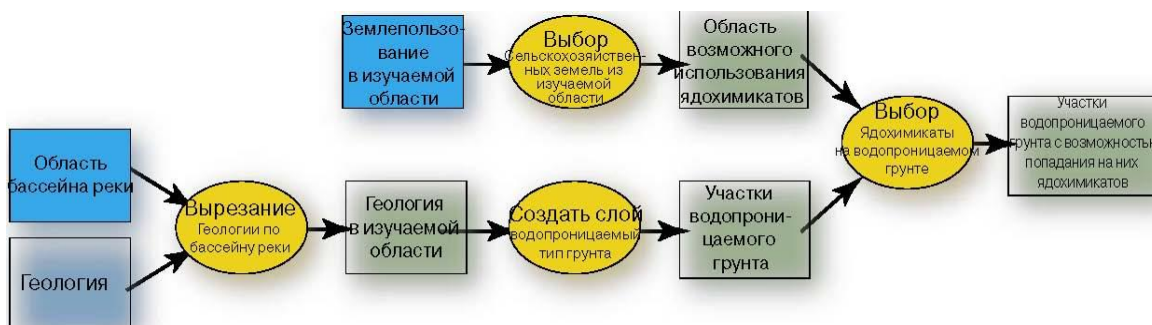 Землепользо-
вание
в изучаемой
области
Выбор
Сельскохозяйствен-
ных земель из
изучаемой
области
Область
возможного
использования
ядохимикатов
Выбор
Ядохимикаты
на водопроницаемом
грунте
Участки
водопроницаемого
грунта с возможностью
попадания на них
ядохимикатов
Область
бассейна реки
Геология
Вырезание
Геологии по
бассейну реки
Геология
в изучаемой
области
Создать слой
водопроницаемый
тип грунта
Участки
водопрони-
цаемого
грунта